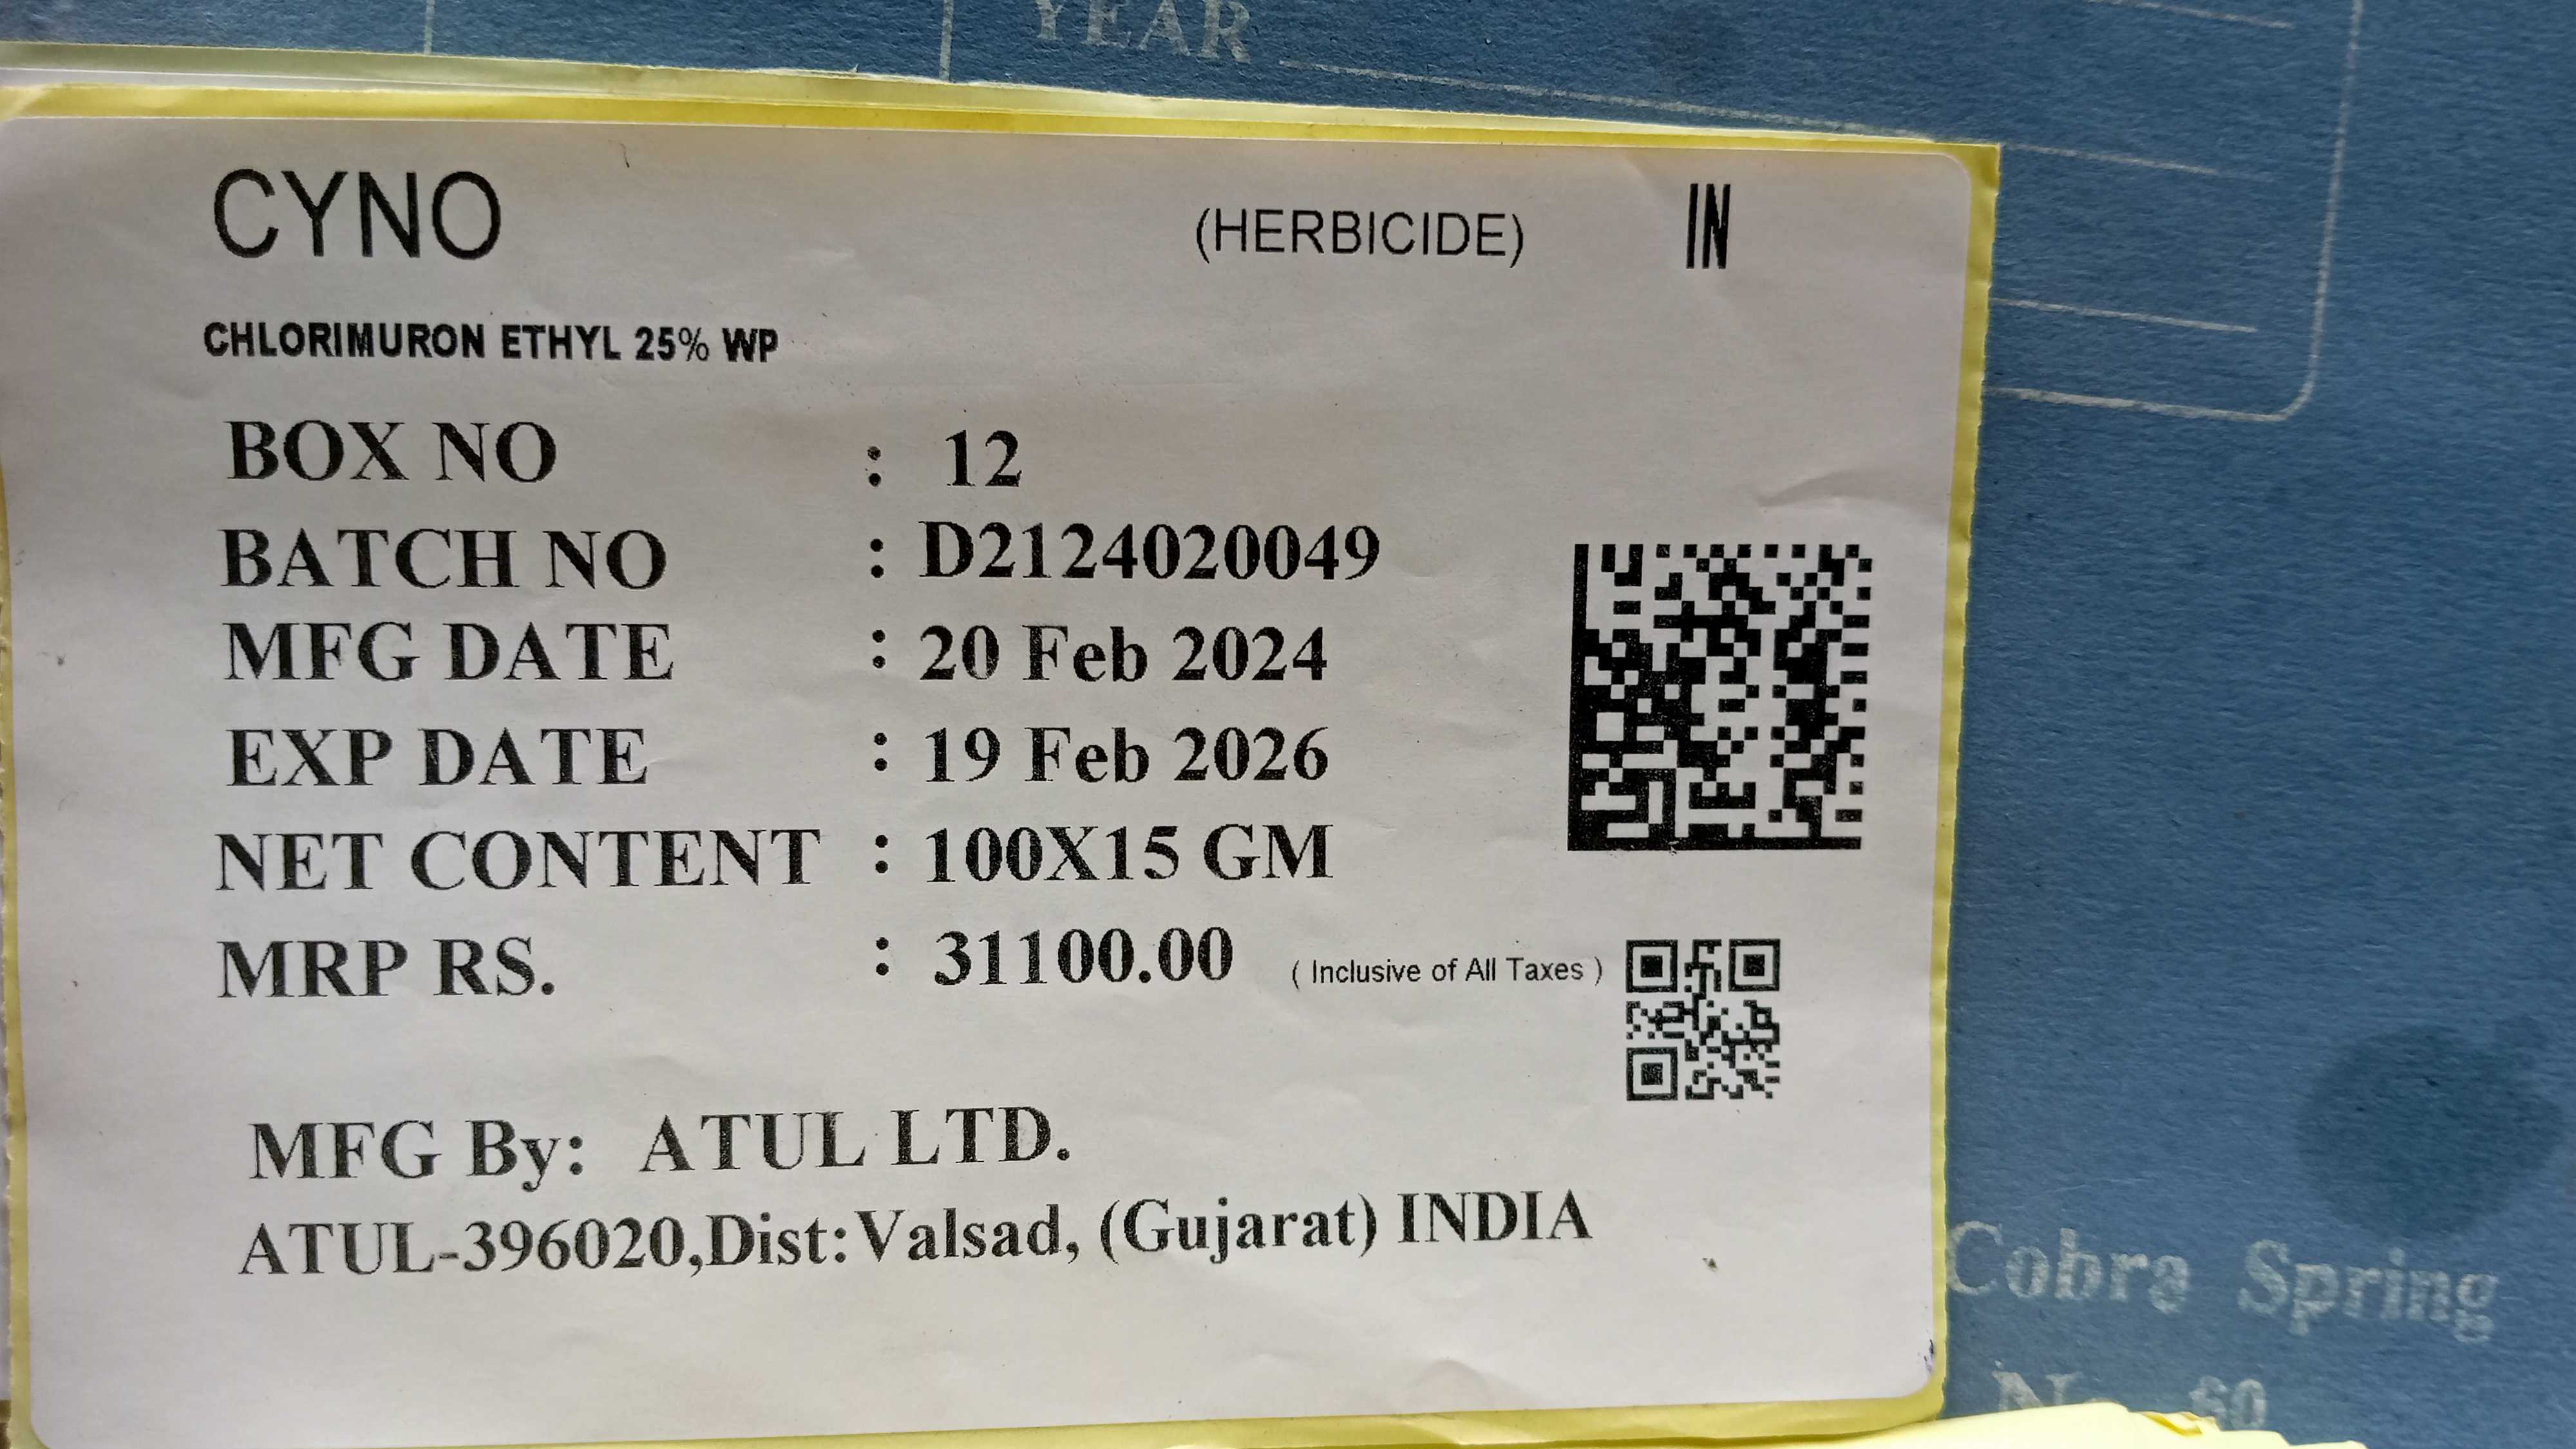 YEAR
CYNO (HERBICIDE) IN
CHLORIMURON ETHYL 25% WP
BOX NO : 12
BATCH NO : D2124020049
MFG DATE : 20 Feb 2024
EXP DATE : 19 Feb 2026
NET CONTENT : 100X15 GM
MRP RS. : 31100.00 ( Inclusive of All Taxes )
MFG By: ATUL LTD.
ATUL-396020,Dist:Valsad, (Gujarat) INDIA
Cobra Spring
No. 60